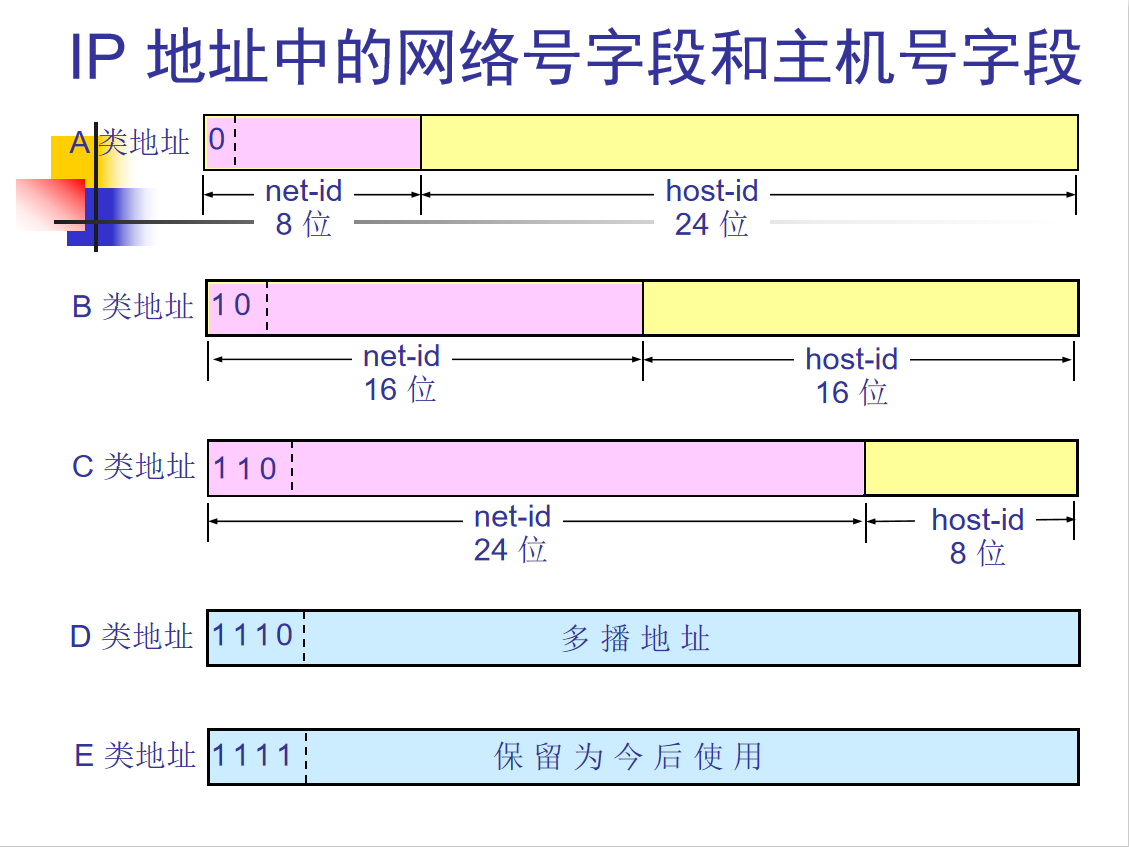 IP 地址中的网络号字段和主机号字段
A 类地址 0
net-id host-id
8 位 24 位
B 类地址 1 0
net-id host-id
16 位 16 位
C 类地址 1 1 0
net-id host-id
24 位 8 位
D 类地址 1 1 1 0 多 播 地 址
E 类地址 1 1 1 1 保 留 为 今 后 使 用